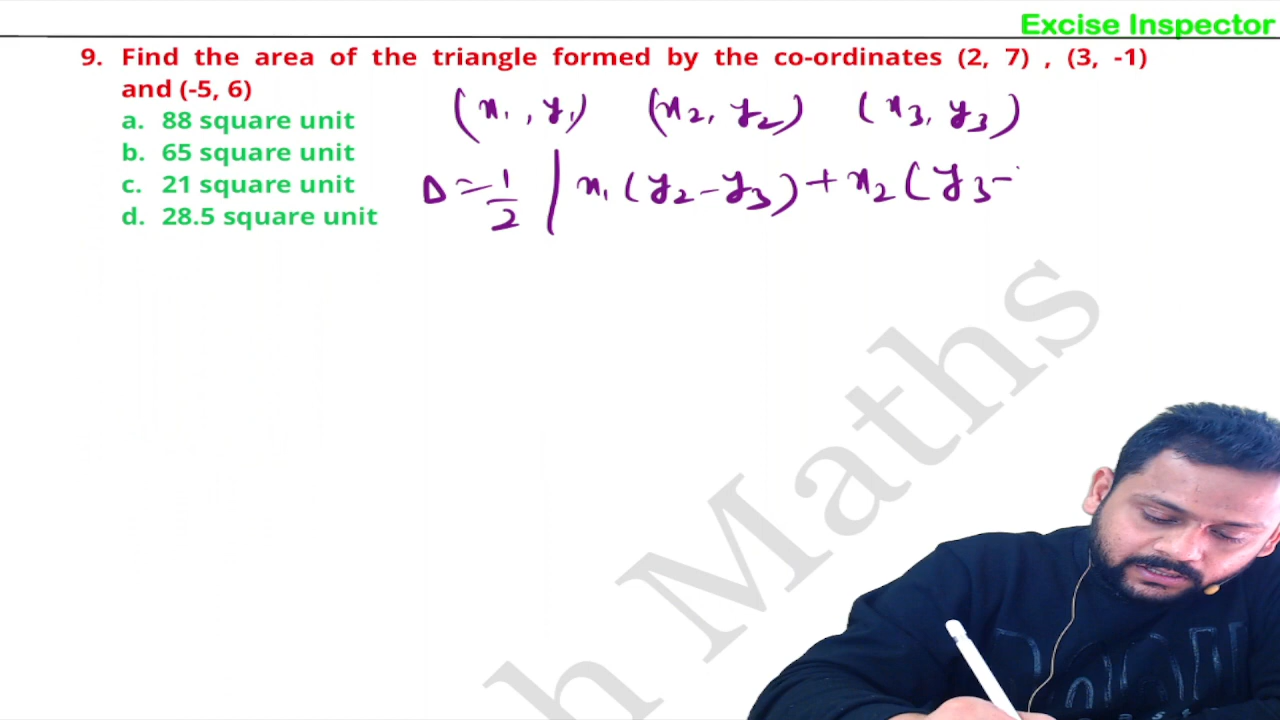 Excise Inspector
9. Find the area of the triangle formed by the co-ordinates (2, 7) , (3, -1)
and (-5, 6)
(x₁ , y₁) (x₂, y₂) (x₃, y₃)
a. 88 square unit
b. 65 square unit
c. 21 square unit
Δ = 1/2 | x₁ (y₂ - y₃) + x₂ (y₃ -
d. 28.5 square unit
h Maths